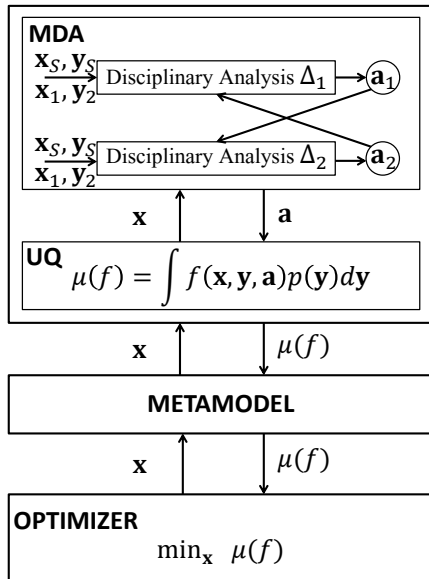 MDA
𝐱_S, 𝐲_S
𝐱_1, 𝐲_2
Disciplinary Analysis Δ_1
𝐚_1
𝐱_S, 𝐲_S
𝐱_1, 𝐲_2
Disciplinary Analysis Δ_2
𝐚_2
𝐱
𝐚
UQ
μ(f) = ∫ f(𝐱, 𝐲, 𝐚)p(𝐲)d𝐲
𝐱
μ(f)
METAMODEL
𝐱
μ(f)
OPTIMIZER
min_𝐱 μ(f)